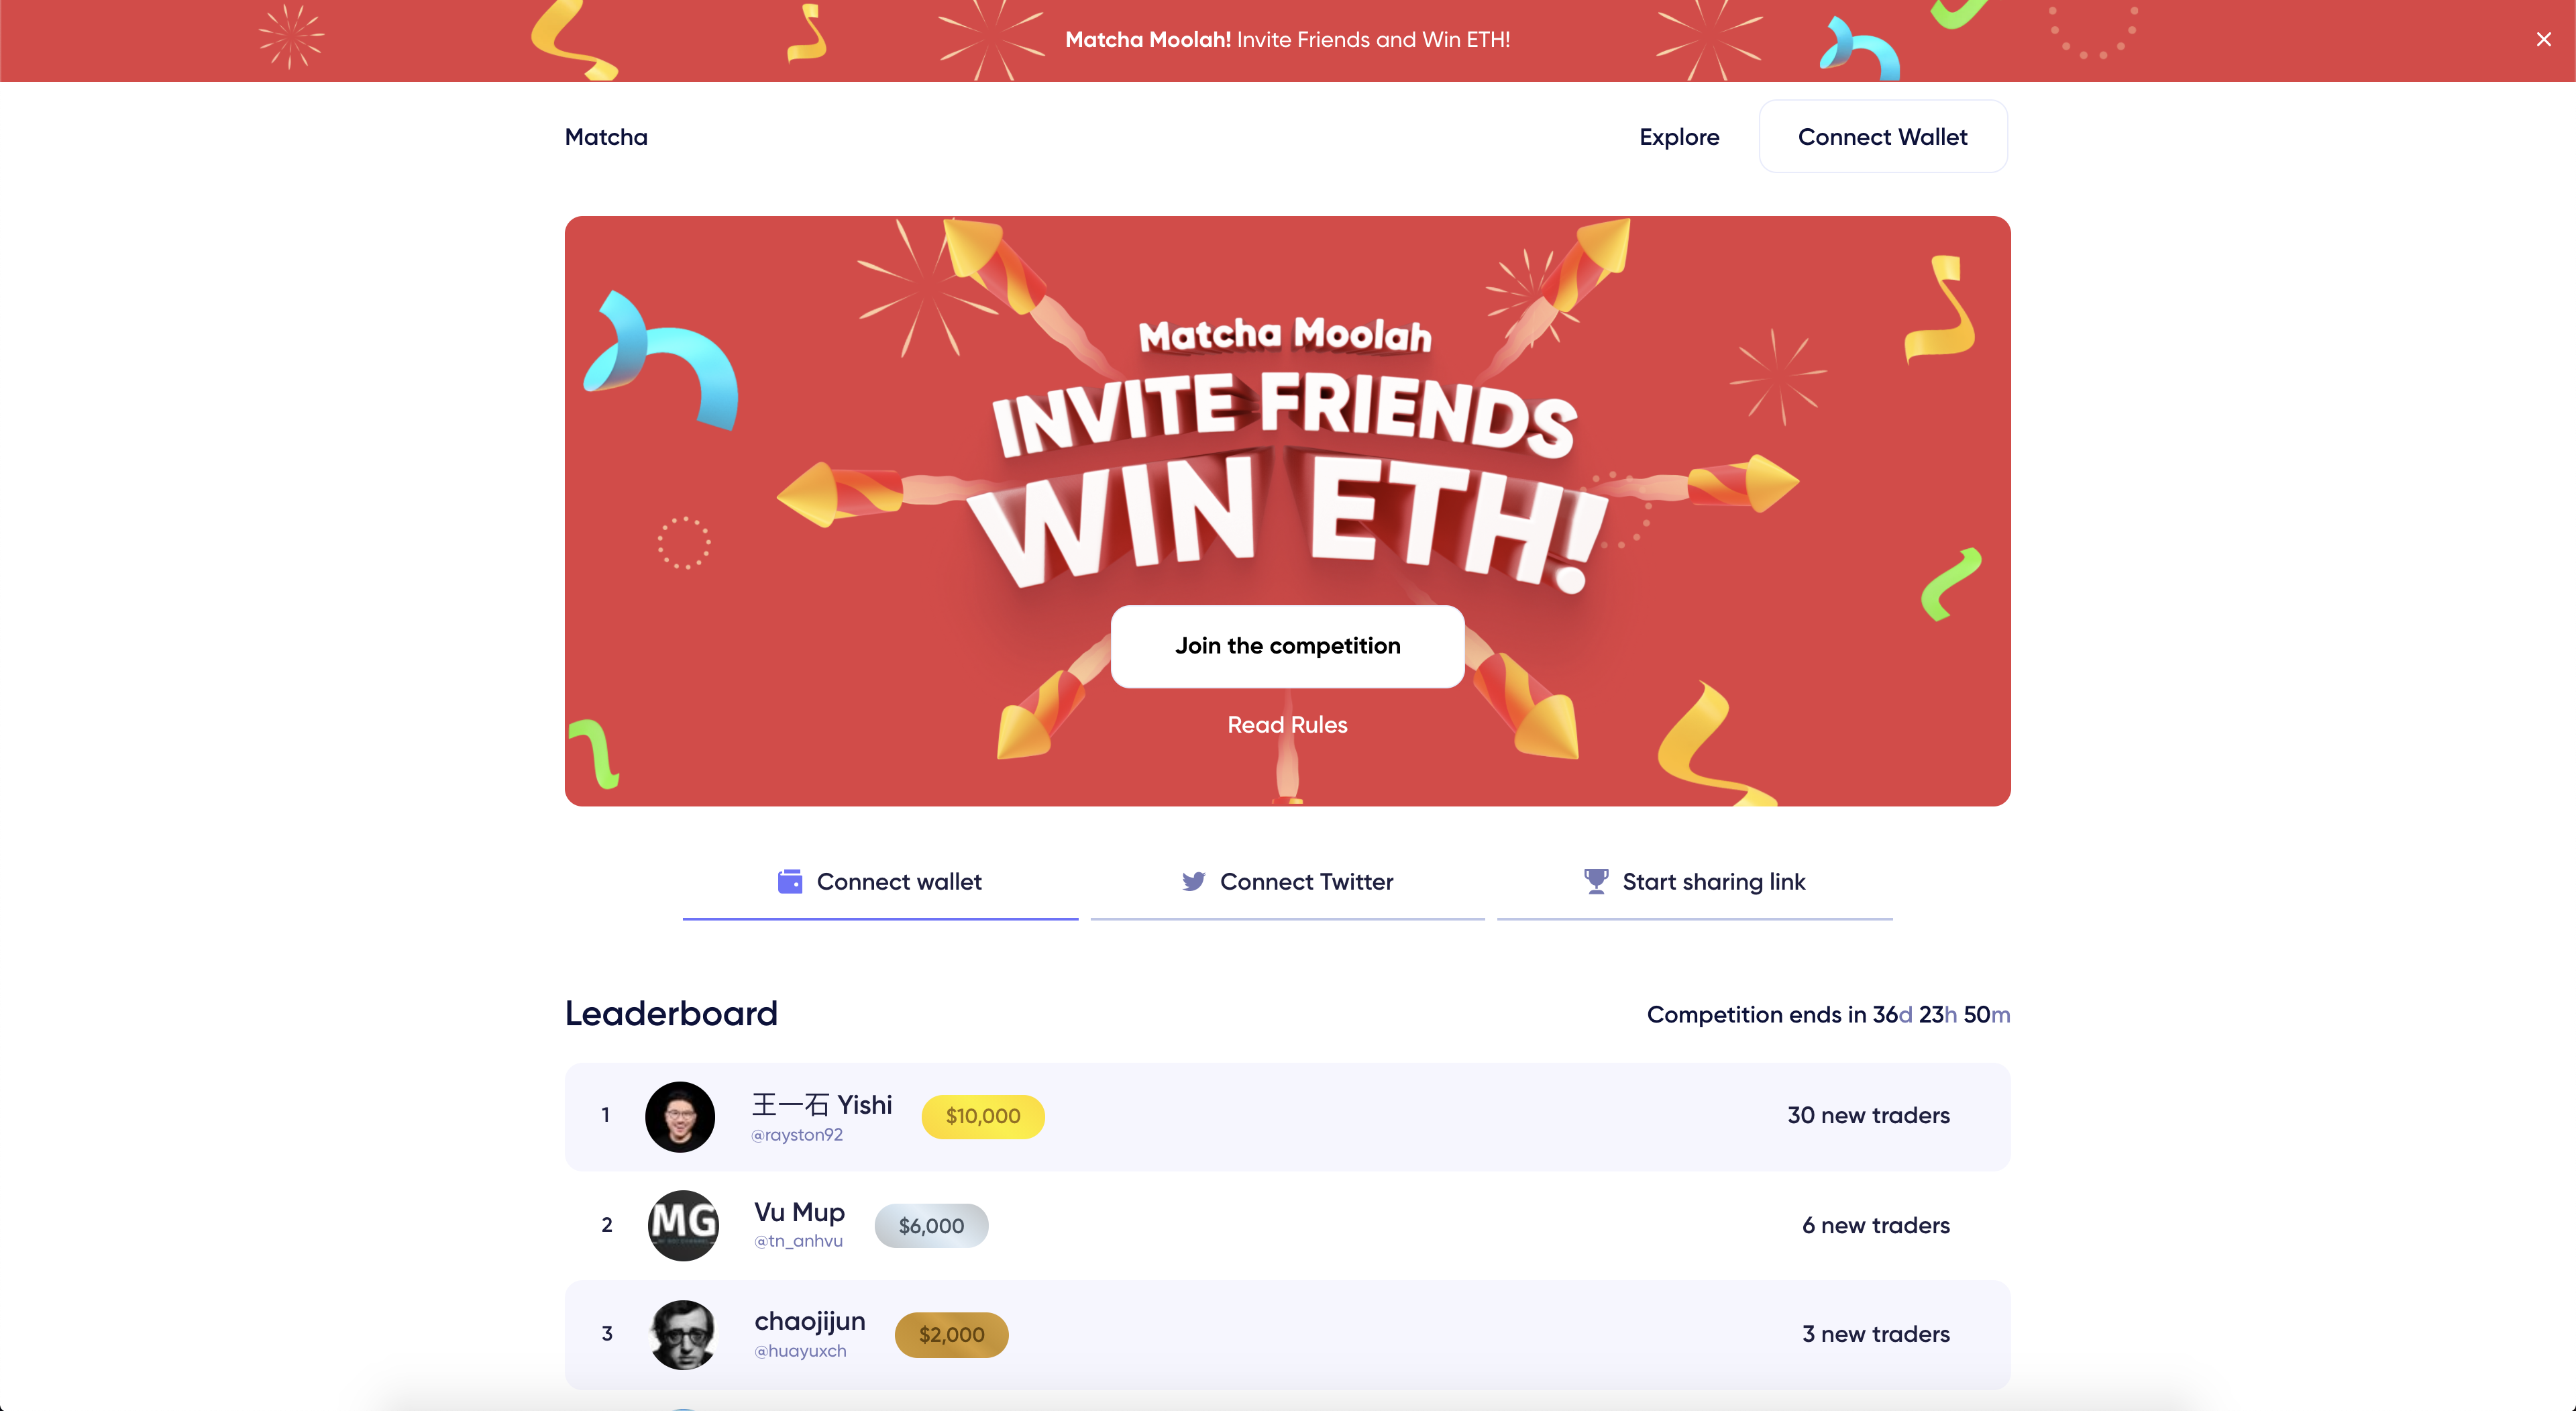 Matcha Moolah! Invite Friends and Win ETH!
Matcha
Explore
Connect Wallet
Matcha Moolah
INVITE FRIENDS
WIN ETH!
Join the competition
Read Rules
Connect wallet
Connect Twitter
Start sharing link
Leaderboard
Competition ends in 36d 23h 50m
1
王一石 Yishi
@rayston92
$10,000
30 new traders
2
MG
Vu Mup
@tn_anhvu
$6,000
6 new traders
3
chaojijun
@huayuxch
$2,000
3 new traders